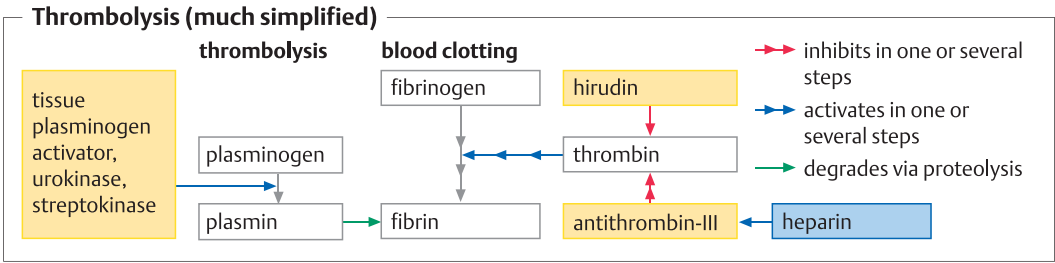 Thrombolysis (much simplified)
thrombolysis
blood clotting
tissue
plasminogen
activator,
urokinase,
streptokinase
plasminogen
plasmin
fibrinogen
fibrin
hirudin
thrombin
antithrombin-III
heparin
inhibits in one or several
steps
activates in one or
several steps
degrades via proteolysis